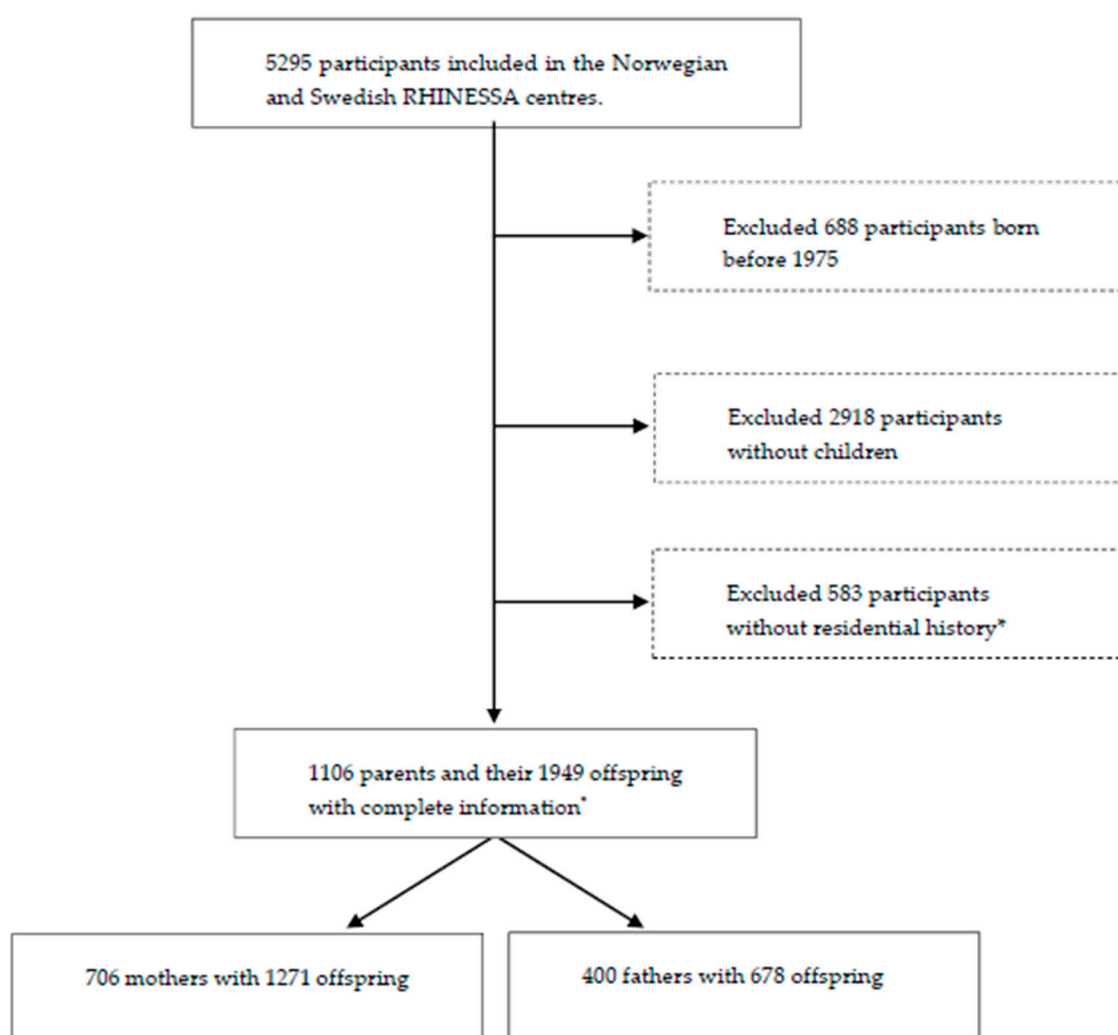 5295 participants included in the Norwegian
and Swedish RHINESSA centres.
Excluded 688 participants born
before 1975
Excluded 2918 participants
without children
Excluded 583 participants
without residential history*
1106 parents and their 1949 offspring
with complete information*
706 mothers with 1271 offspring
400 fathers with 678 offspring